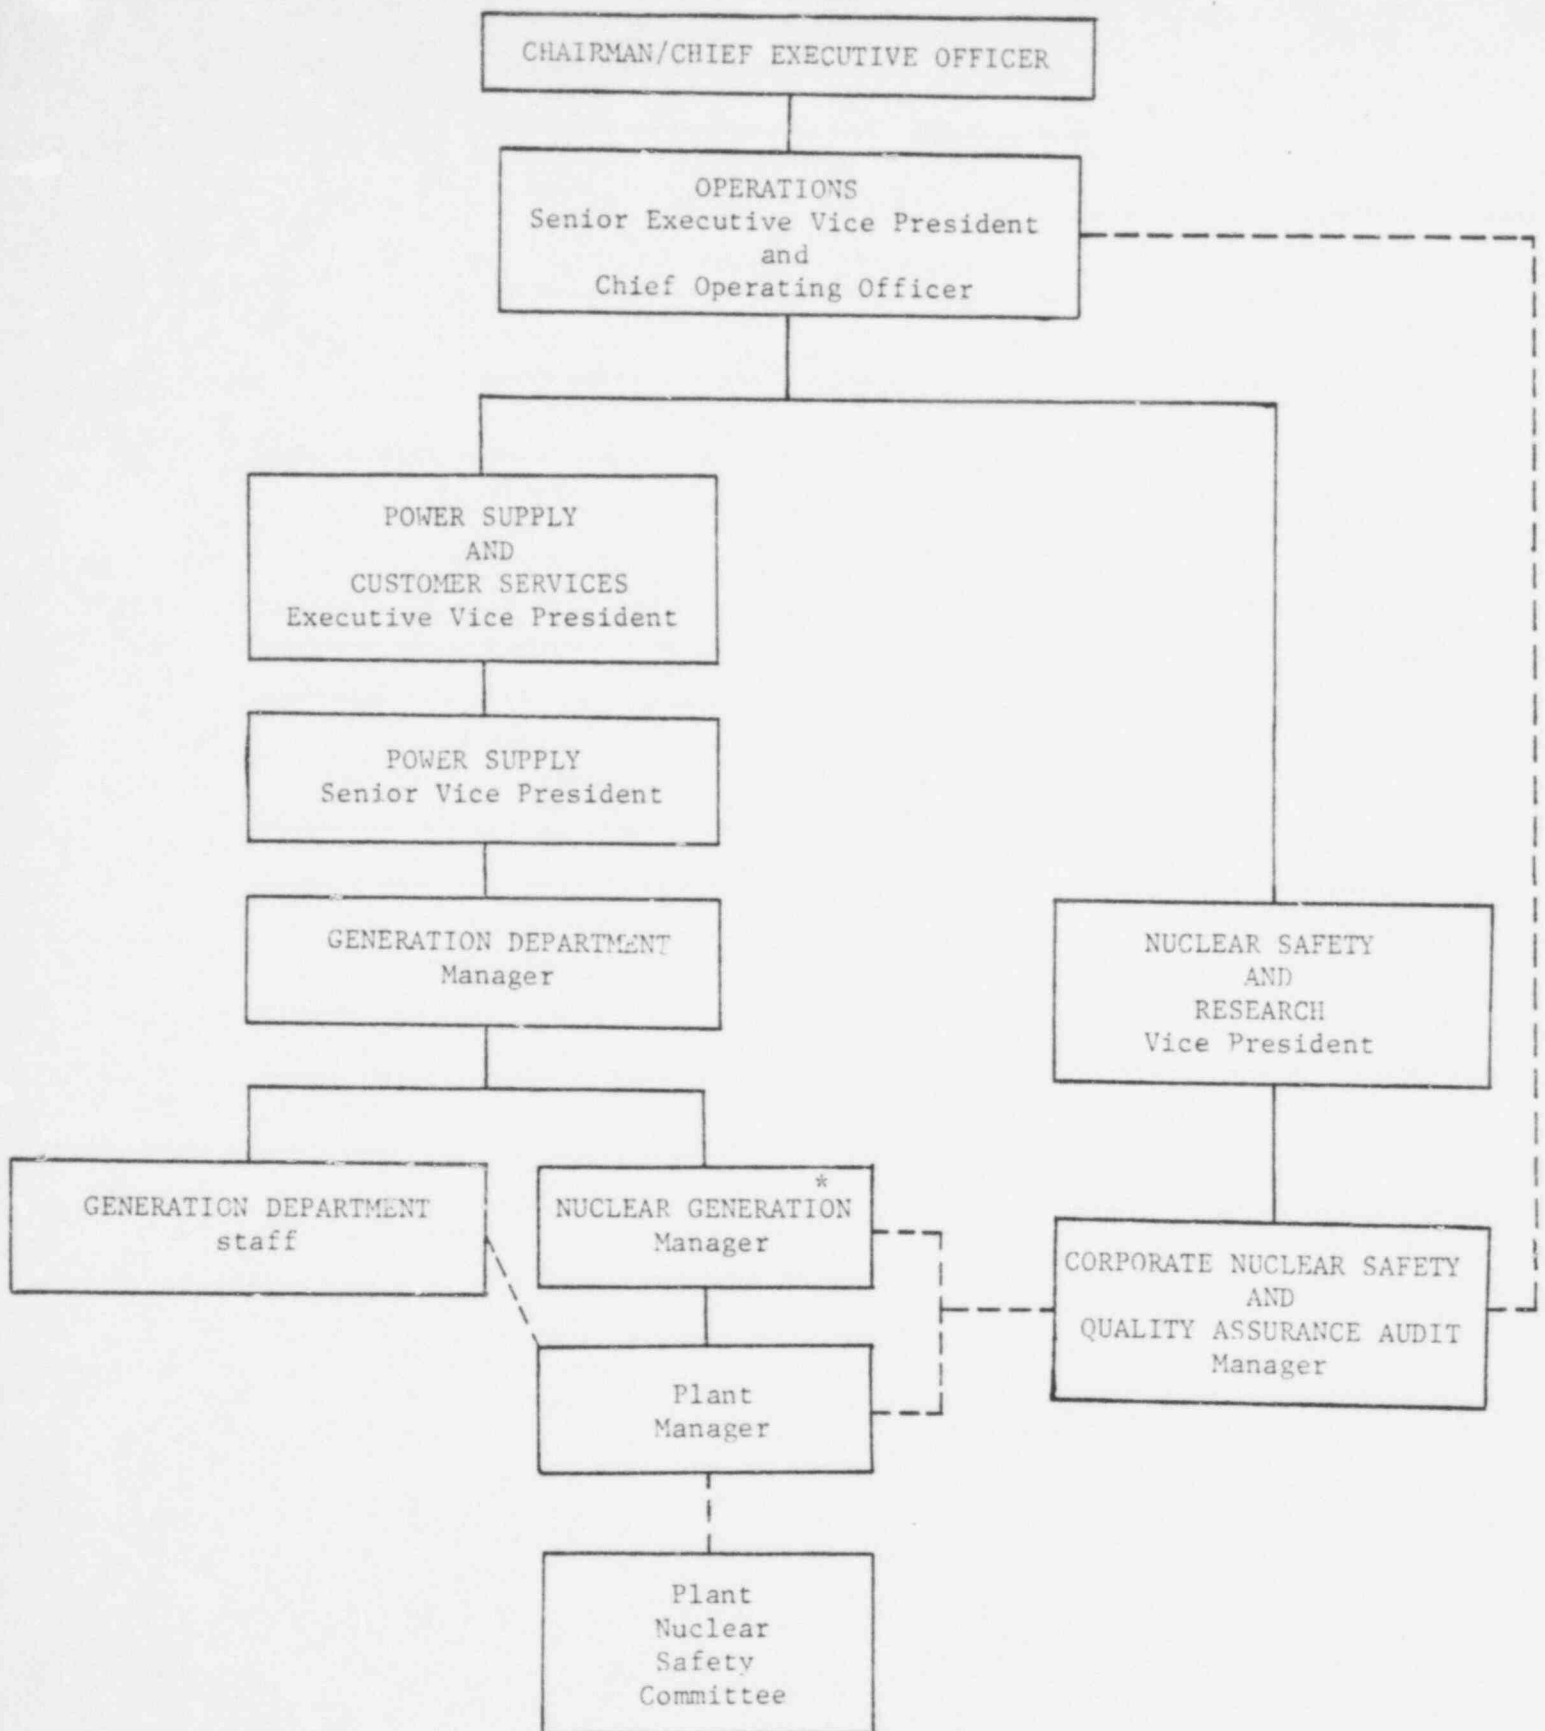 CHAIRMAN/CHIEF EXECUTIVE OFFICER
OPERATIONS
Senior Executive Vice President
and
Chief Operating Officer
POWER SUPPLY
AND
CUSTOMER SERVICES
Executive Vice President
POWER SUPPLY
Senior Vice President
GENERATION DEPARTMENT
Manager
NUCLEAR SAFETY
AND
RESEARCH
Vice President
GENERATION DEPARTMENT
staff
*
NUCLEAR GENERATION
Manager
CORPORATE NUCLEAR SAFETY
AND
QUALITY ASSURANCE AUDIT
Manager
Plant
Manager
Plant
Nuclear
Safety
Committee